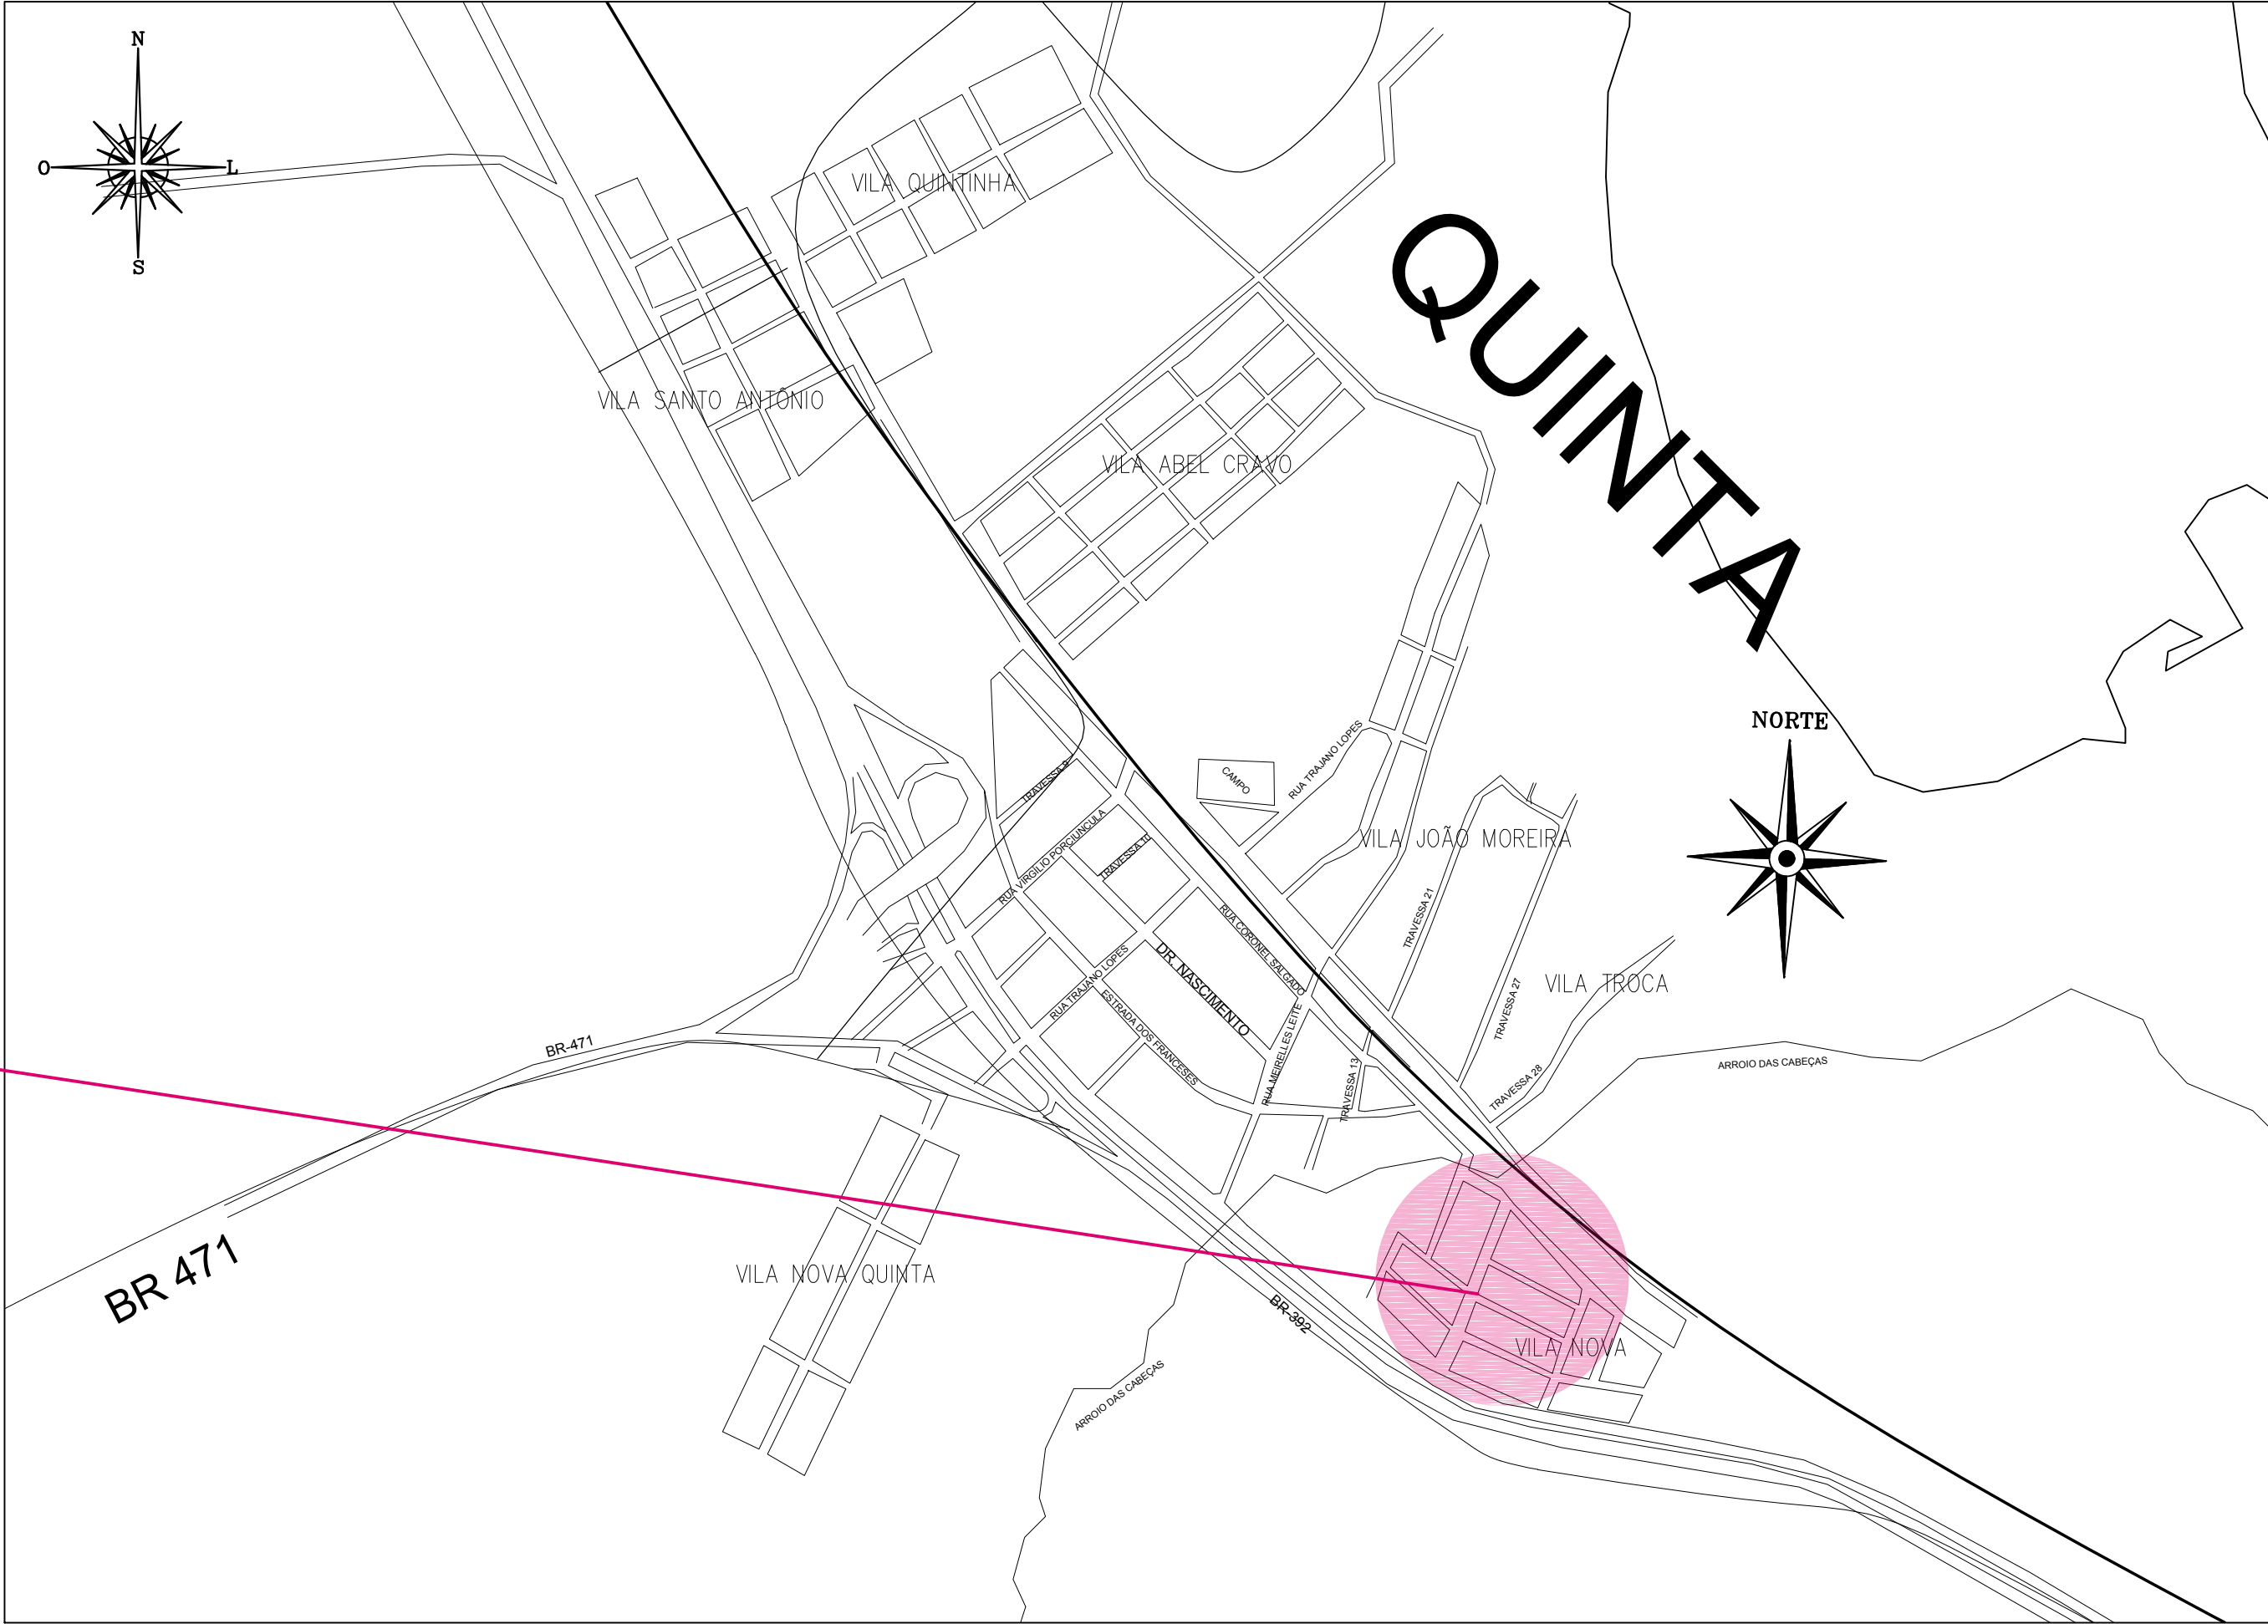 N
O
L
S
VILA QUINTINHA
QUINTA
VILA SANTO ANTÔNIO
VILA ABEL CRAVO
NORTE
RUA TRAJANO LOPES
CAMPO
TRAVESSA 9
VILA JOÃO MOREIRA
RUA VIRGILIO PORCIUNCULA
TRAVESSA 10
TRAVESSA 21
RUA CORONEL SALGADO
RUA TRAJANO LOPES
DR. NASCIMENTO
VILA TROCA
ESTRADA DOS FRANCESES
TRAVESSA 27
BR-471
RUA MEIRELLES LEITE
TRAVESSA 13
TRAVESSA 28
ARROIO DAS CABEÇAS
BR 471
VILA NOVA QUINTA
BR-392
VILA NOVA
ARROIO DAS CABEÇAS